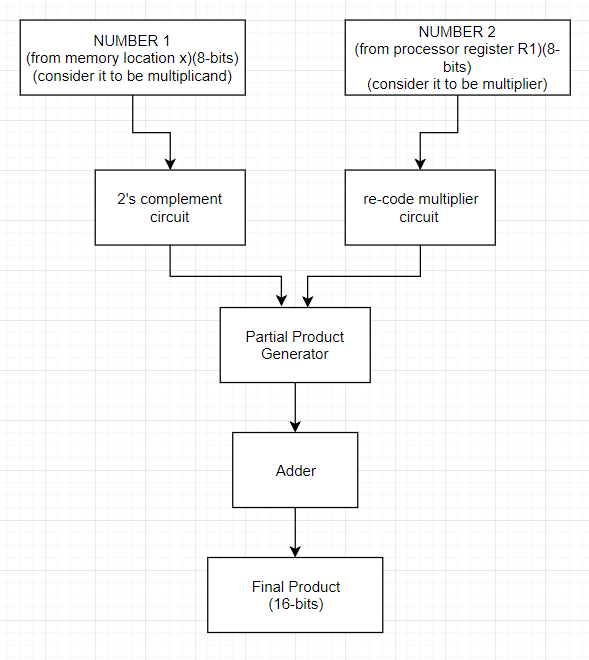 NUMBER 1
(from memory location x)(8-bits)
(consider it to be multiplicand)
NUMBER 2
(from processor register R1)(8-
bits)
(consider it to be multiplier)
2's complement
circuit
re-code multiplier
circuit
Partial Product
Generator
Adder
Final Product
(16-bits)